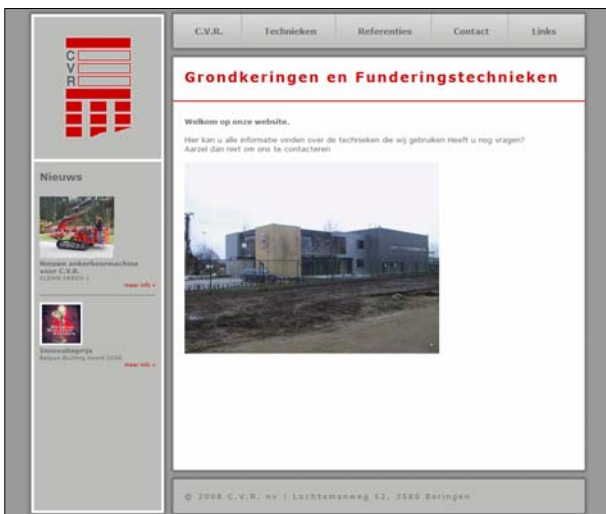 C.V.R. Technieken Referenties Contact Links
C
V
R
Grondkeringen en Funderingstechnieken
Welkom op onze website.
Hier kan u alle informatie vinden over de technieken die wij gebruiken Heeft u nog vragen?
Aarzel dan niet om ons te contacteren
Nieuws
Nieuwe ankerboormachine
voor C.V.R.
meer info »
Innovatieprijs
Belgian Building Award 2008
meer info »
© 2008 C.V.R. nv | Lochtemanweg 52, 3580 Beringen